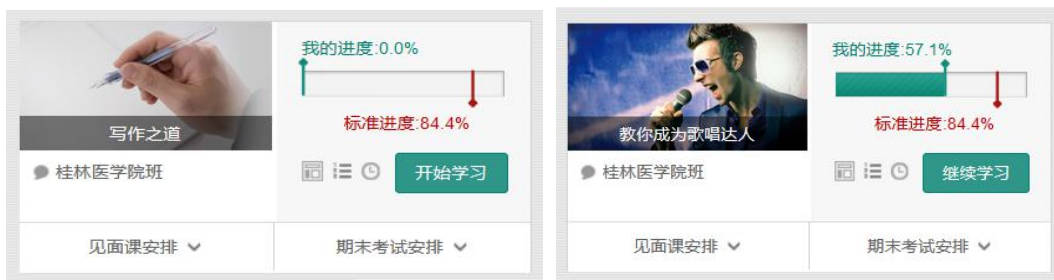 我的进度:0.0%
标准进度:84.4%
写作之道
桂林医学院班
开始学习
见面课安排
期末考试安排
我的进度:57.1%
标准进度:84.4%
教你成为歌唱达人
桂林医学院班
继续学习
见面课安排
期末考试安排